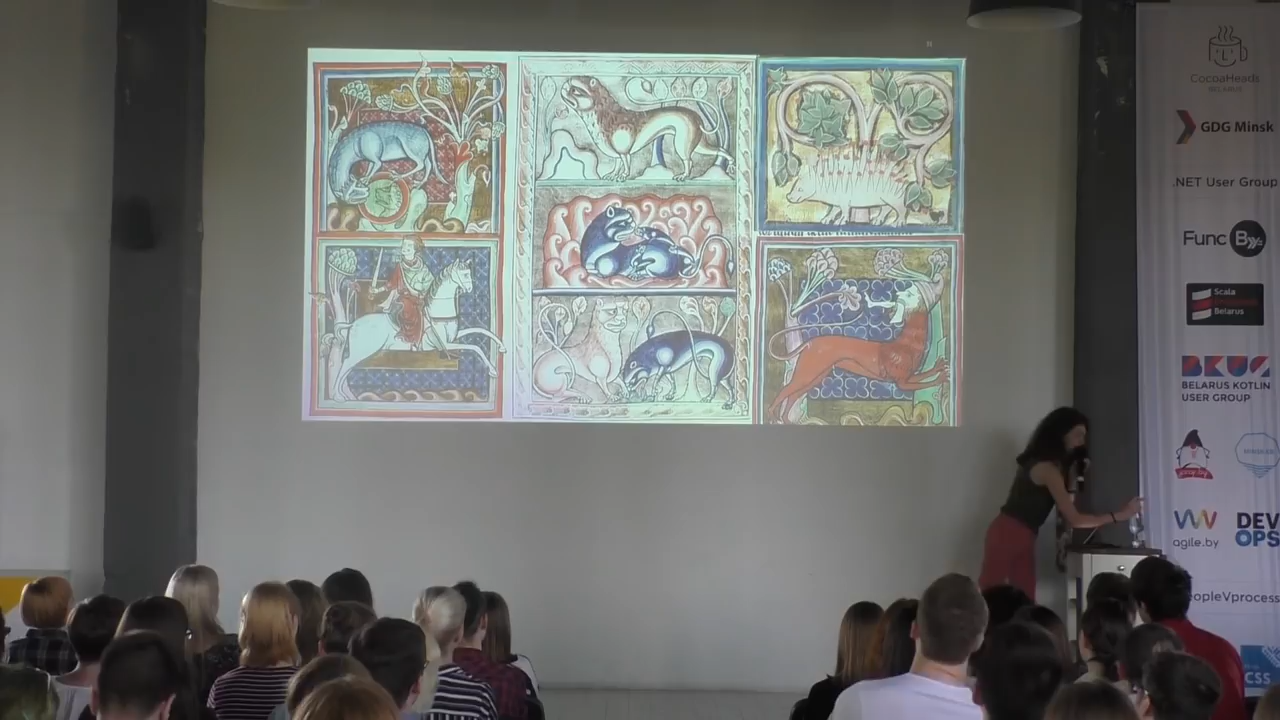 CocoaHeads
BELARUS
GDG Minsk
.NET User Group
Func By
Scala
Belarus
BKUG
BELARUS KOTLIN
USER GROUP
agile.by
DEV
OPS
eopleVprocess
CSS